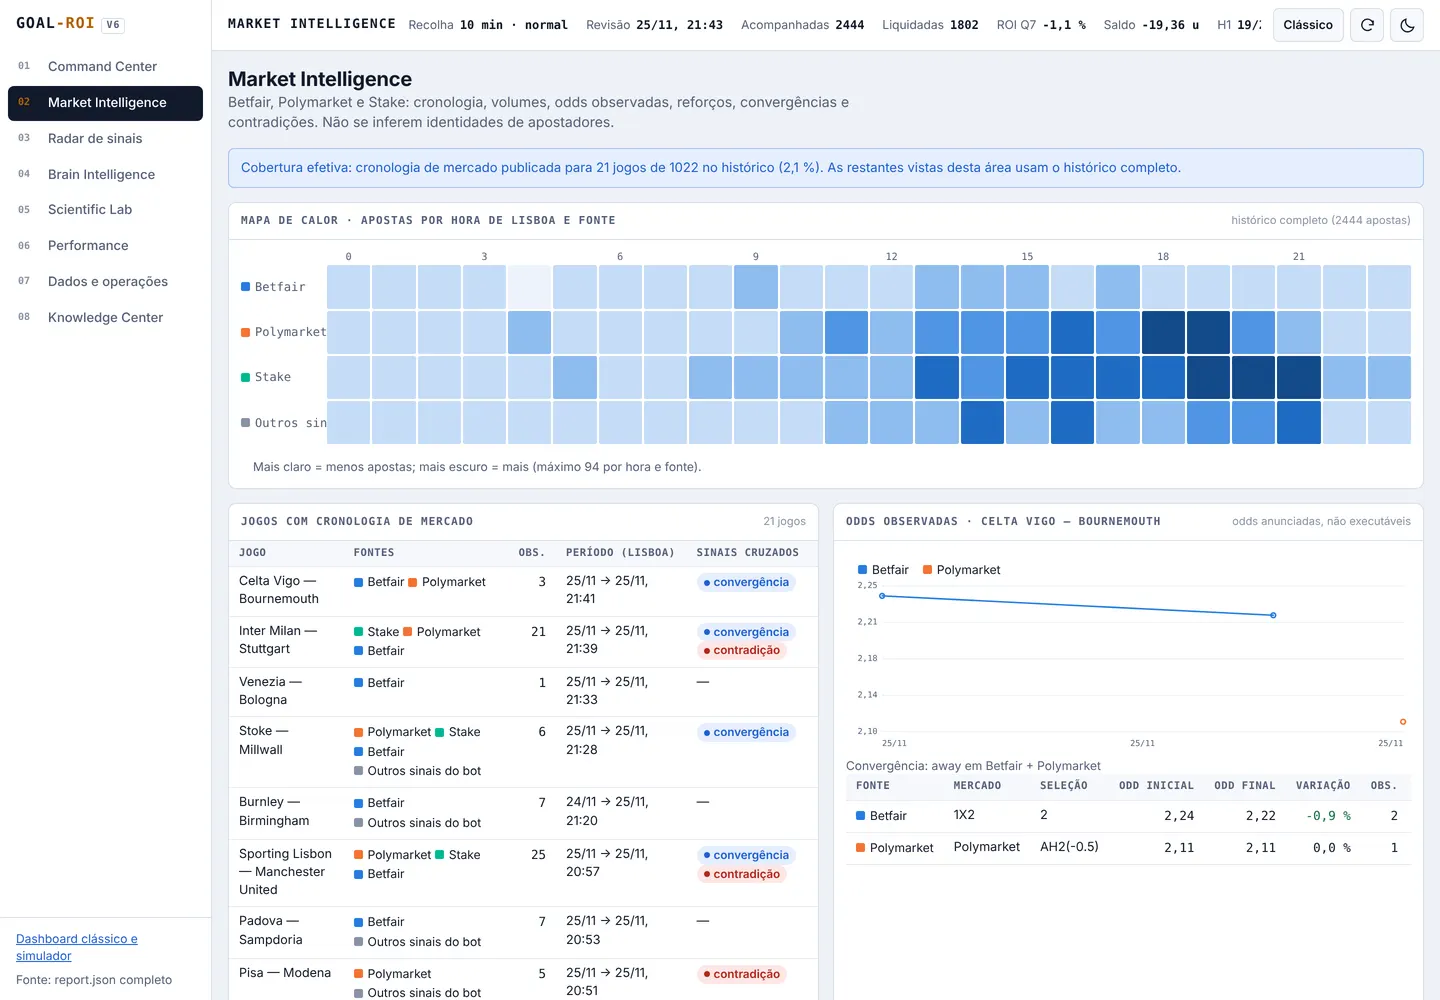 GOAL-ROI V6
01 Command Center
02 Market Intelligence
03 Radar de sinais
04 Brain Intelligence
05 Scientific Lab
06 Performance
07 Dados e operações
08 Knowledge Center
Dashboard clássico e
simulador
Fonte: report.json completo
MARKET INTELLIGENCE Recolha 10 min · normal Revisão 25/11, 21:43 Acompanhadas 2444 Liquidadas 1802 ROI Q7 -1,1 % Saldo -19,36 u H1 19/ Clássico
Market Intelligence
Betfair, Polymarket e Stake: cronologia, volumes, odds observadas, reforços, convergências e
contradições. Não se inferem identidades de apostadores.
Cobertura efetiva: cronologia de mercado publicada para 21 jogos de 1022 no histórico (2,1 %). As restantes vistas desta área usam o histórico completo.
MAPA DE CALOR · APOSTAS POR HORA DE LISBOA E FONTE histórico completo (2444 apostas)
0 3 6 9 12 15 18 21
Betfair
Polymarket
Stake
Outros sin
Mais claro = menos apostas; mais escuro = mais (máximo 94 por hora e fonte).
JOGOS COM CRONOLOGIA DE MERCADO 21 jogos
JOGO FONTES OBS. PERÍODO (LISBOA) SINAIS CRUZADOS
Celta Vigo — Betfair Polymarket 3 25/11 → 25/11, convergência
Bournemouth 21:41
Inter Milan — Stake Polymarket 21 25/11 → 25/11, convergência
Stuttgart Betfair 21:39 contradição
Venezia — Betfair 1 25/11 → 25/11, —
Bologna 21:33
Stoke — Polymarket Stake 6 25/11 → 25/11, convergência
Millwall Betfair 21:28
Outros sinais do bot
Burnley — Betfair 7 24/11 → 25/11, —
Birmingham Outros sinais do bot 21:20
Sporting Lisbon Polymarket Stake 25 25/11 → 25/11, convergência
— Manchester Betfair 20:57 contradição
United
Padova — Betfair 7 25/11 → 25/11, —
Sampdoria Outros sinais do bot 20:53
Pisa — Modena Polymarket 5 25/11 → 25/11, contradição
Outros sinais do bot 20:51
ODDS OBSERVADAS · CELTA VIGO — BOURNEMOUTH odds anunciadas, não executáveis
Betfair Polymarket
2,25
2,21
2,18
2,14
2,10
25/11 25/11 25/11
Convergência: away em Betfair + Polymarket
FONTE MERCADO SELEÇÃO ODD INICIAL ODD FINAL VARIAÇÃO OBS.
Betfair 1X2 2 2,24 2,22 -0,9 % 2
Polymarket Polymarket AH2(-0.5) 2,11 2,11 0,0 % 1